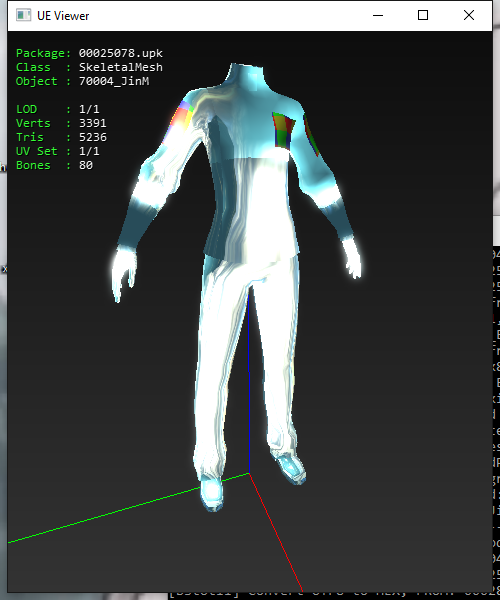 UE Viewer
Package: 00025078.upk
Class : SkeletalMesh
Object : 70004_JinM
LOD : 1/1
Verts : 3391
Tris : 5236
UV Set : 1/1
Bones : 80